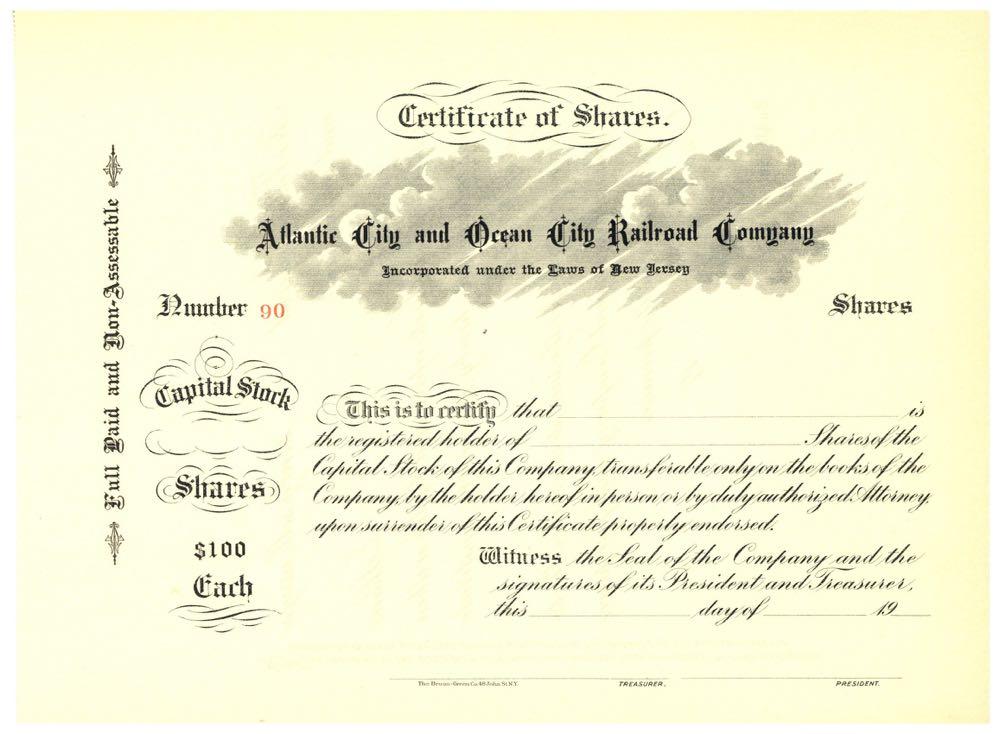 Certificate of Shares.
Atlantic City and Ocean City Railroad Company
Incorporated under the Laws of New Jersey
Number 90
Shares
Full Paid and Non-Assessable
Capital Stock
Shares
$100
Each
This is to certify that is
the registered holder of Shares of the
Capital Stock of this Company, transferable only on the books of the
Company, by the holder hereof in person or by duly authorized Attorney,
upon surrender of this Certificate properly endorsed.
Witness the Seal of the Company and the
signatures of its President and Treasurer,
this day of 19
Co. 48 John St. N.Y.
TREASURER.
PRESIDENT.